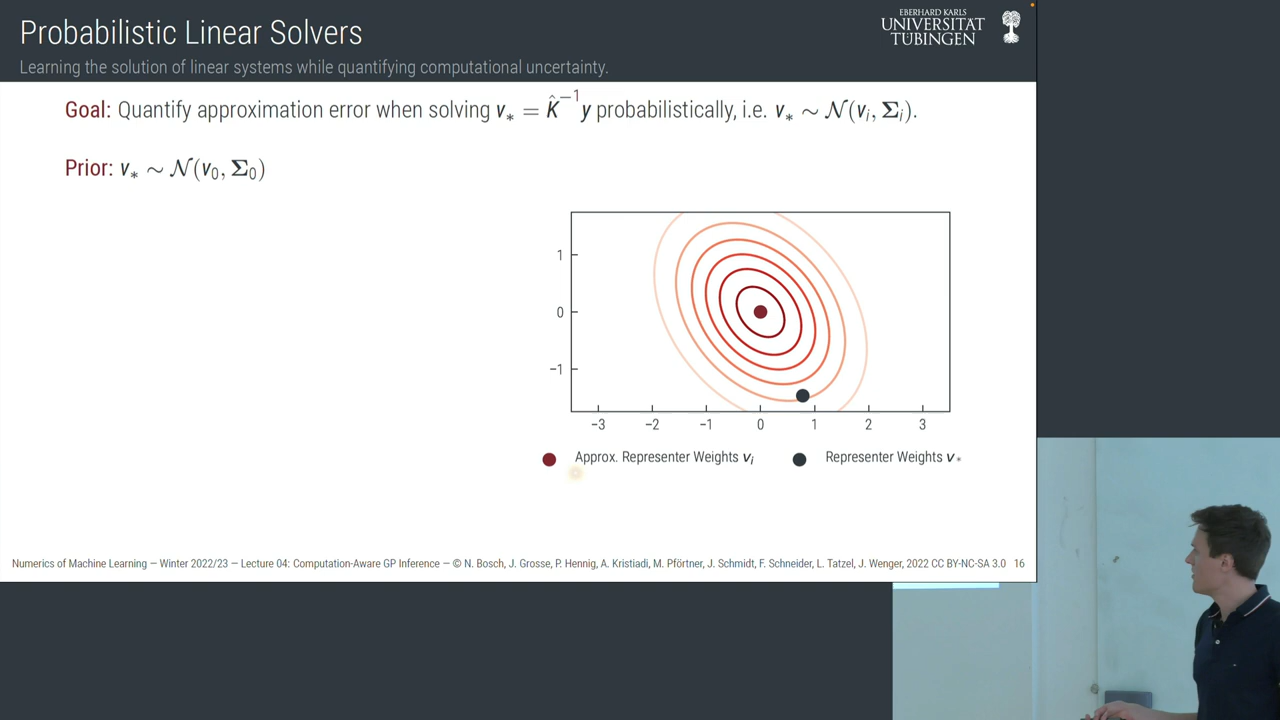 Probabilistic Linear Solvers
EBERHARD KARLS
UNIVERSITÄT
TÜBINGEN
Learning the solution of linear systems while quantifying computational uncertainty.
Goal: Quantify approximation error when solving v∗ = K̂⁻¹y probabilistically, i.e. v∗ ∼ 𝒩(vᵢ, Σᵢ).
Prior: v∗ ∼ 𝒩(v₀, Σ₀)
1
0
−1
−3 −2 −1 0 1 2 3
Approx. Representer Weights vᵢ
Representer Weights v∗
Numerics of Machine Learning — Winter 2022/23 — Lecture 04: Computation-Aware GP Inference — © N. Bosch, J. Grosse, P. Hennig, A. Kristiadi, M. Pförtner, J. Schmidt, F. Schneider, L. Tatzel, J. Wenger, 2022 CC BY-NC-SA 3.0 16